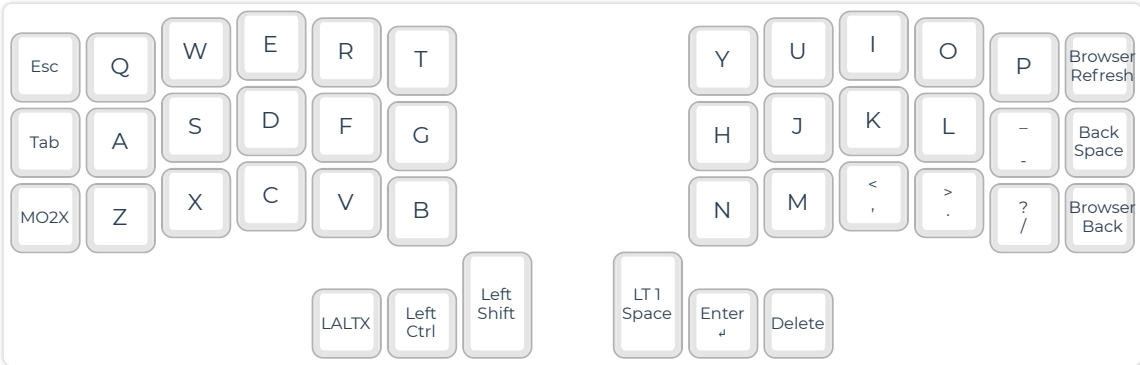 Esc Q W E R T Y U I O P Browser
Refresh
Tab A S D F G H J K L _
-
Back
Space
MO2X Z X C V B N M <
,
>
.
?
/
Browser
Back
LALTX Left
Ctrl
Left
Shift
LT 1
Space
Enter
↲
Delete